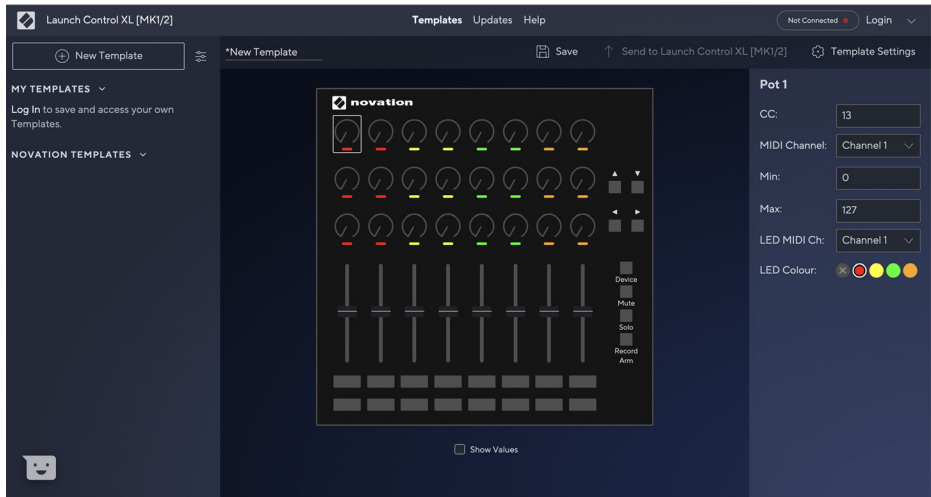 Launch Control XL [MK1/2]
Templates Updates Help
Not Connected
Login
New Template
*New Template
Save
Send to Launch Control XL [MK1/2]
Template Settings
MY TEMPLATES
Log In to save and access your own
Templates.
NOVATION TEMPLATES
novation
Device
Mute
Solo
Record
Arm
Show Values
Pot 1
CC: 13
MIDI Channel: Channel 1
Min: 0
Max: 127
LED MIDI Ch: Channel 1
LED Colour: